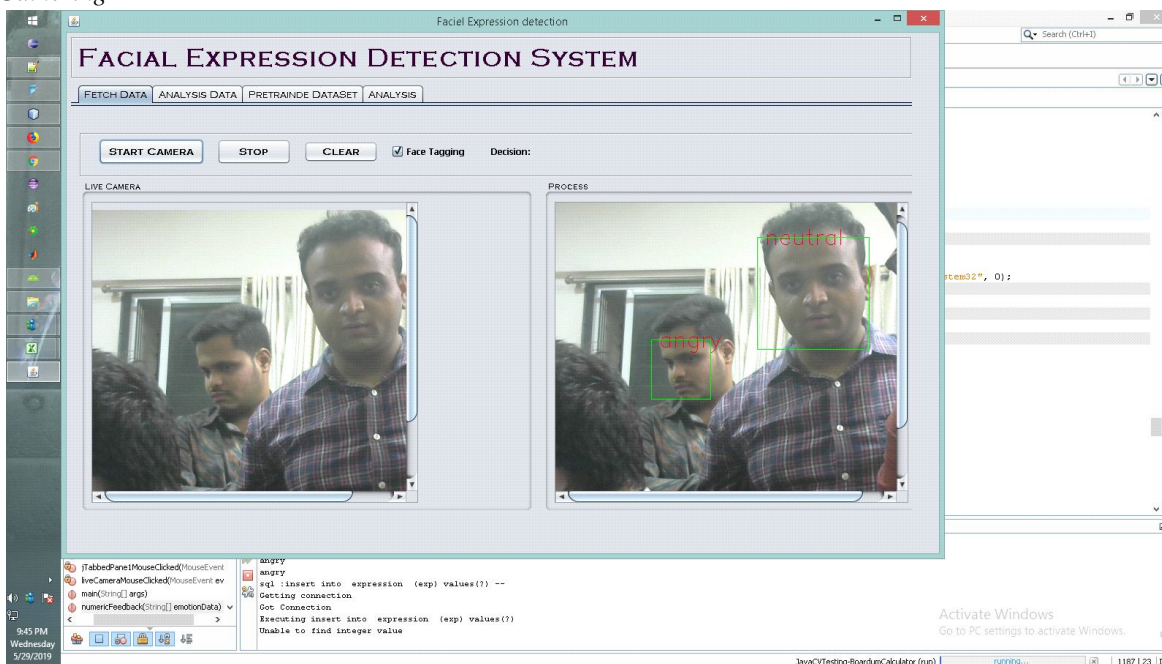 Faciel Expression detection
Search (Ctrl+I)
FACIAL EXPRESSION DETECTION SYSTEM
FETCH DATA ANALYSIS DATA PRETRAINDE DATASET ANALYSIS
START CAMERA STOP CLEAR Face Tagging Decision:
LIVE CAMERA PROCESS
neutral
angry
stem32", 0);
angry
jTabbedPane1MouseClicked(MouseEvent
angry
liveCameraMouseClicked(MouseEvent ev
sql :insert into expression (exp) values(?) --
main(String[] args)
Getting connection
numericFeedback(String[] emotionData)
Got Connection
Executing insert into expression (exp) values(?)
Unable to find integer value
Activate Windows
Go to PC settings to activate Windows.
9:45 PM
Wednesday
5/29/2019
JavaCVTesting-BoardumCalculator (run) running... 1187 23